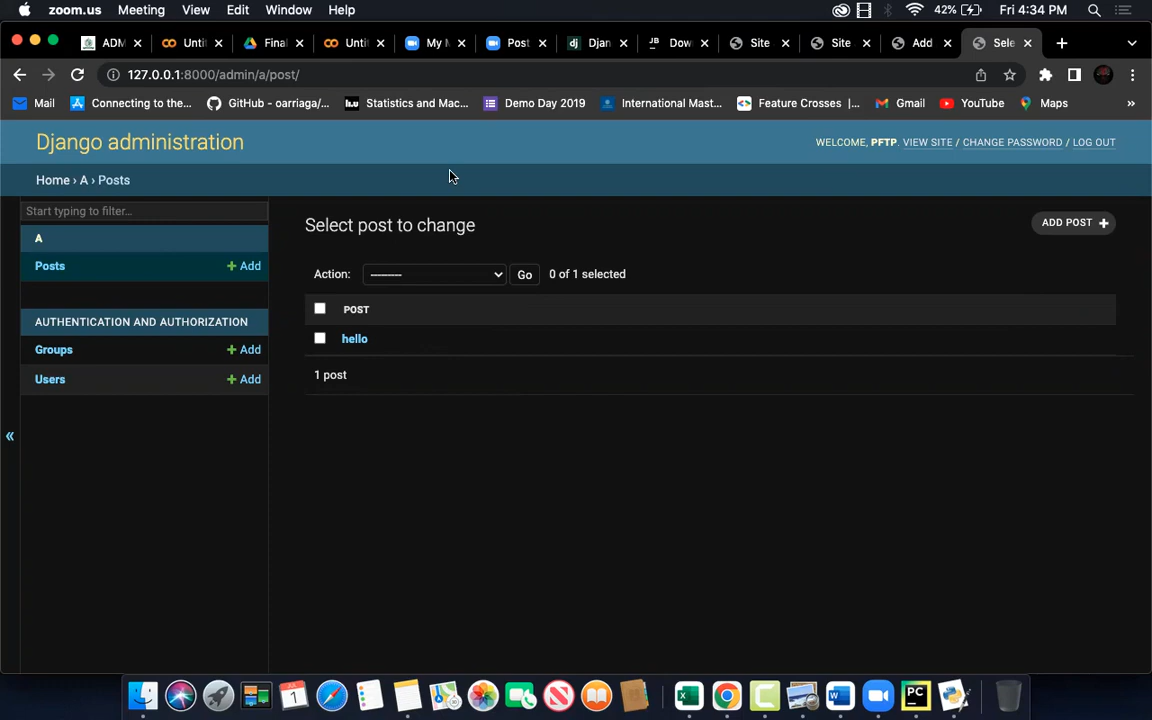 zoom.us Meeting View Edit Window Help 42% Fri 4:34 PM
ADM Unti Final Unti My M Post Djan Dow Site Site Add Sele
127.0.0.1:8000/admin/a/post/
Mail Connecting to the... GitHub - oarriaga/... Statistics and Mac... Demo Day 2019 International Mast... Feature Crosses |... Gmail YouTube Maps »
Django administration WELCOME, PFTP. VIEW SITE / CHANGE PASSWORD / LOG OUT
Home › A › Posts
Start typing to filter...
A
Posts + Add
AUTHENTICATION AND AUTHORIZATION
Groups + Add
Users + Add
«
Select post to change
ADD POST +
Action: --------- Go 0 of 1 selected
POST
hello
1 post